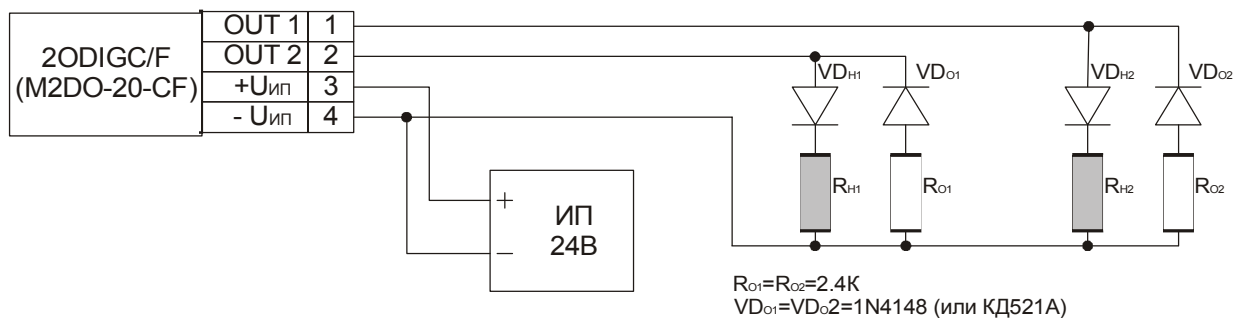 2ODIGC/F
(M2DO-20-CF)
OUT 1 1
OUT 2 2
+Uип 3
- Uип 4
ИП
24В
+
−
VDн1
VDо1
VDн2
VDо2
Rн1
Rо1
Rн2
Rо2
Rо1=Rо2=2.4К
VDо1=VDо2=1N4148 (или КД521А)